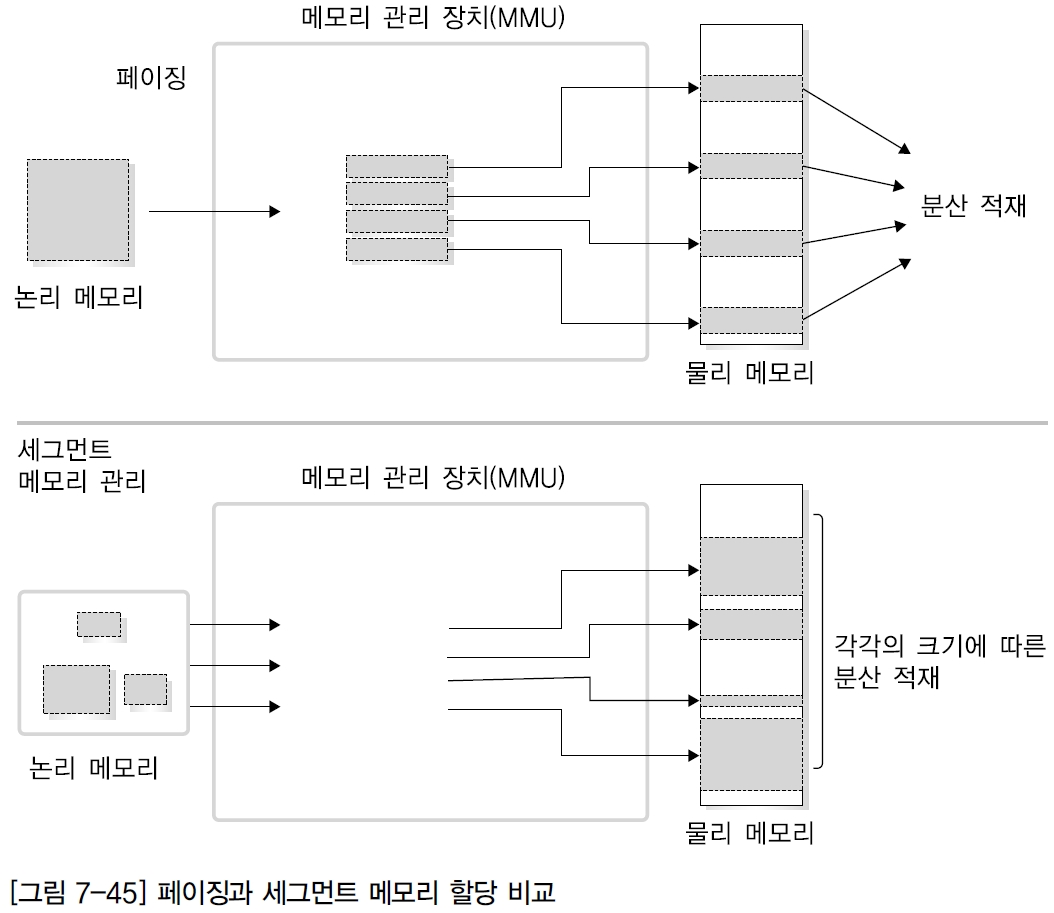 메모리 관리 장치(MMU)
페이징
분산 적재
논리 메모리
물리 메모리
세그먼트
메모리 관리
메모리 관리 장치(MMU)
각각의 크기에 따른
분산 적재
논리 메모리
물리 메모리
[그림 7-45] 페이징과 세그먼트 메모리 할당 비교